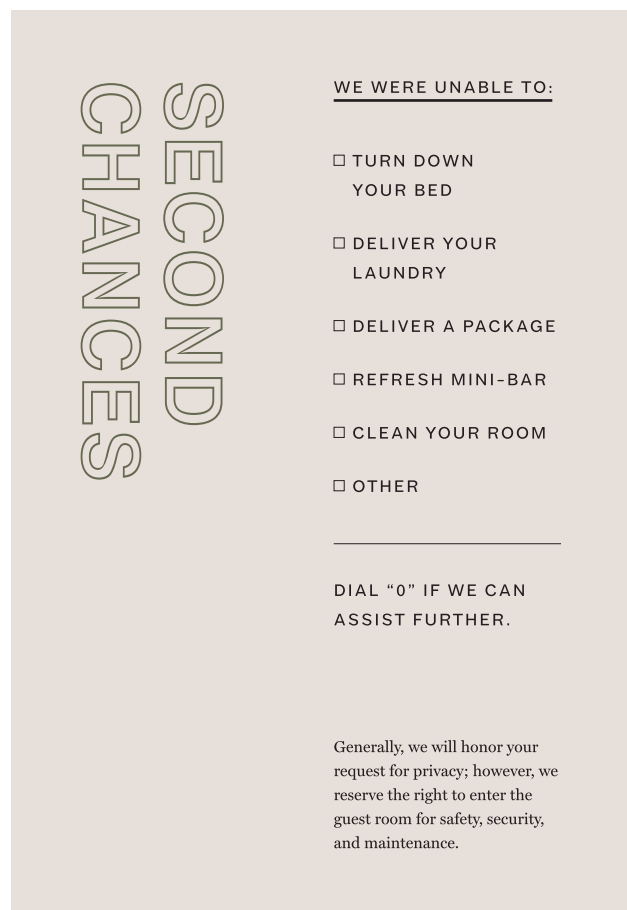 SECOND
CHANCES
WE WERE UNABLE TO:
☐ TURN DOWN
YOUR BED
☐ DELIVER YOUR
LAUNDRY
☐ DELIVER A PACKAGE
☐ REFRESH MINI-BAR
☐ CLEAN YOUR ROOM
☐ OTHER
DIAL “0” IF WE CAN
ASSIST FURTHER.
Generally, we will honor your
request for privacy; however, we
reserve the right to enter the
guest room for safety, security,
and maintenance.